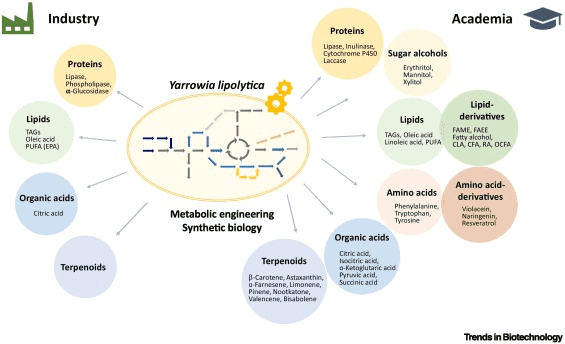 Industry
Academia
Proteins
Lipase,
Phospholipase,
α-Glucosidase
Lipids
TAGs
Oleic acid
PUFA (EPA)
Organic acids
Citric acid
Terpenoids
Yarrowia lipolytica
Metabolic engineering
Synthetic biology
Proteins
Lipase, Inulinase,
Cytochrome P450
Laccase
Sugar alcohols
Erythritol,
Mannitol,
Xylitol
Lipids
TAGs, Oleic acid
Linoleic acid, PUFA
Lipid-
derivatives
FAME, FAEE
Fatty alcohol,
CLA, CFA, RA, OCFA
Amino acids
Phenylalanine,
Tryptophan,
Tyrosine
Amino acid-
derivatives
Violacein,
Naringenin,
Resveratrol
Organic acids
Citric acid,
Isocitric acid,
α-Ketoglutaric acid
Pyruvic acid,
Succinic acid
Terpenoids
β-Carotene, Astaxanthin,
α-Farnesene, Limonene,
Pinene, Nootkatone,
Valencene, Bisabolene
Trends in Biotechnology